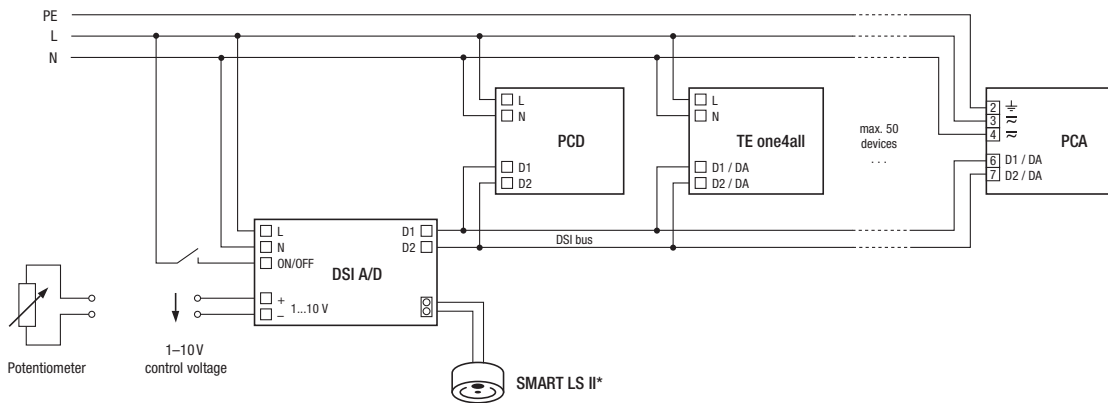 PE
L
N
L
N
PCD
D1
D2
L
N
TE one4all
D1 / DA
D2 / DA
max. 50
devices
. . .
2
3
4
PCA
6 D1 / DA
7 D2 / DA
L
N
ON/OFF
D1
D2
DSI A/D
DSI bus
+
1...10 V
–
Potentiometer
1–10 V
control voltage
SMART LS II*